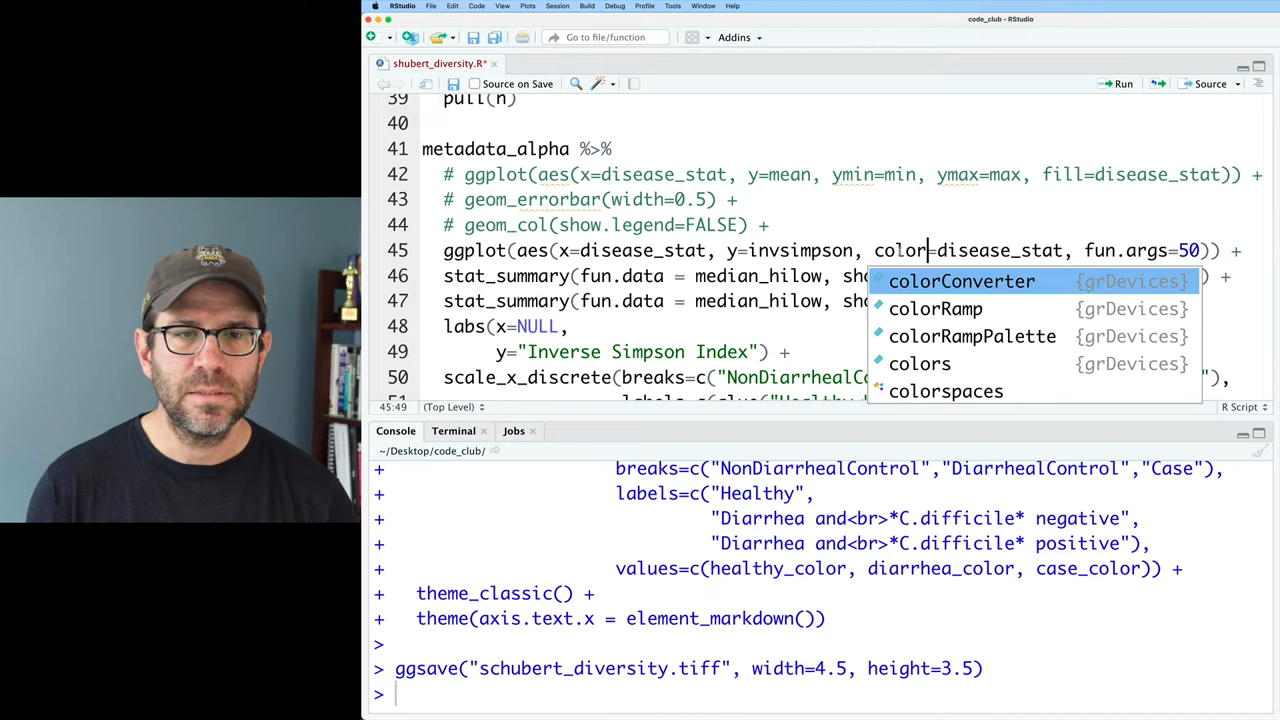 RStudio File Edit Code View Plots Session Build Debug Profile Tools Window Help
code_club - RStudio
Go to file/function Addins
shubert_diversity.R*
Source on Save Run Source
39 pull(n)
40
41 metadata_alpha %>%
42 # ggplot(aes(x=disease_stat, y=mean, ymin=min, ymax=max, fill=disease_stat)) +
43 # geom_errorbar(width=0.5) +
44 # geom_col(show.legend=FALSE) +
45 ggplot(aes(x=disease_stat, y=invsimpson, color=disease_stat, fun.args=50)) +
46 stat_summary(fun.data = median_hilow, sho ) +
colorConverter {grDevices}
47 stat_summary(fun.data = median_hilow, sho
colorRamp {grDevices}
48 labs(x=NULL,
colorRampPalette {grDevices}
49 y="Inverse Simpson Index") +
colors {grDevices}
50 scale_x_discrete(breaks=c("NonDiarrhealCo "),
colorspaces
45:49 (Top Level) R Script
Console Terminal Jobs
~/Desktop/code_club/
+ breaks=c("NonDiarrhealControl","DiarrhealControl","Case"),
+ labels=c("Healthy",
+ "Diarrhea and<br>*C.difficile* negative",
+ "Diarrhea and<br>*C.difficile* positive"),
+ values=c(healthy_color, diarrhea_color, case_color)) +
+ theme_classic() +
+ theme(axis.text.x = element_markdown())
>
> ggsave("schubert_diversity.tiff", width=4.5, height=3.5)
>